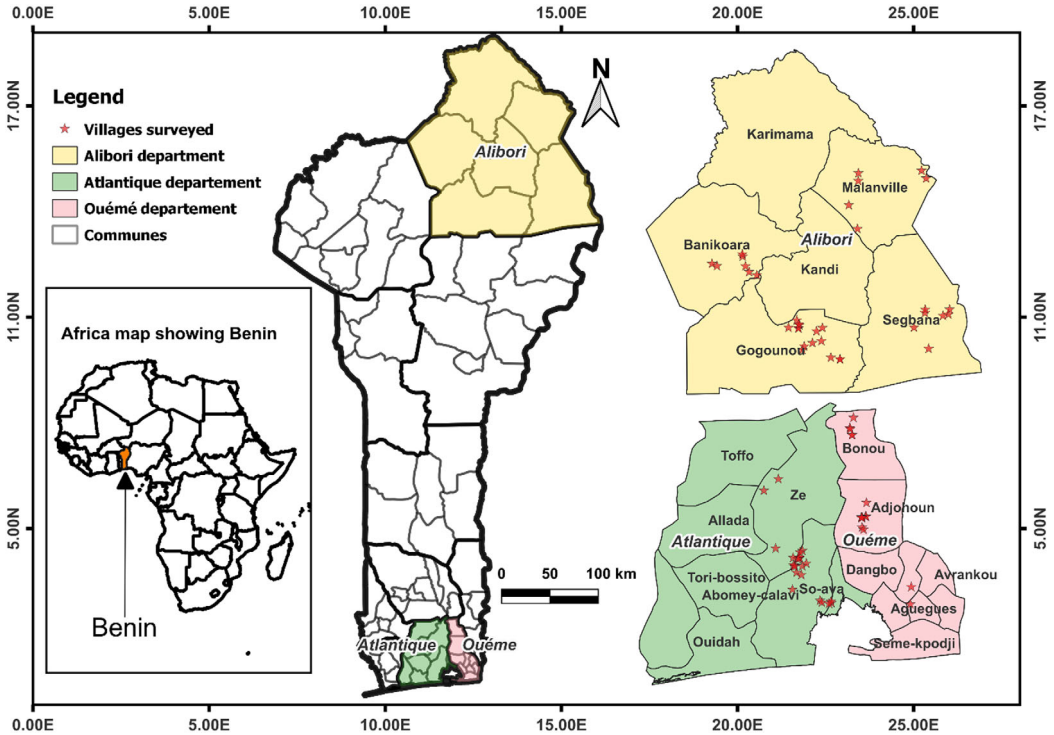 0.00E 5.00E 10.00E 15.00E 20.00E 25.00E
17.00N
11.00N
5.00N
Legend
Villages surveyed
Alibori department
Atlantique departement
Ouémé departement
Communes
Africa map showing Benin
Benin
Alibori
Atlantique
Ouéme
N
0 50 100 km
Karimama
Malanville
Banikoara
Alibori
Kandi
Segbana
Gogounou
Toffo
Ze
Allada
Atlantique
Tori-bossito
Abomey-calavi
So-ava
Ouidah
Bonou
Adjohoun
Ouéme
Dangbo
Avrankou
Aguegues
Seme-kpodji
17.00N
11.00N
5.00N
0.00E 5.00E 10.00E 15.00E 20.00E 25.00E